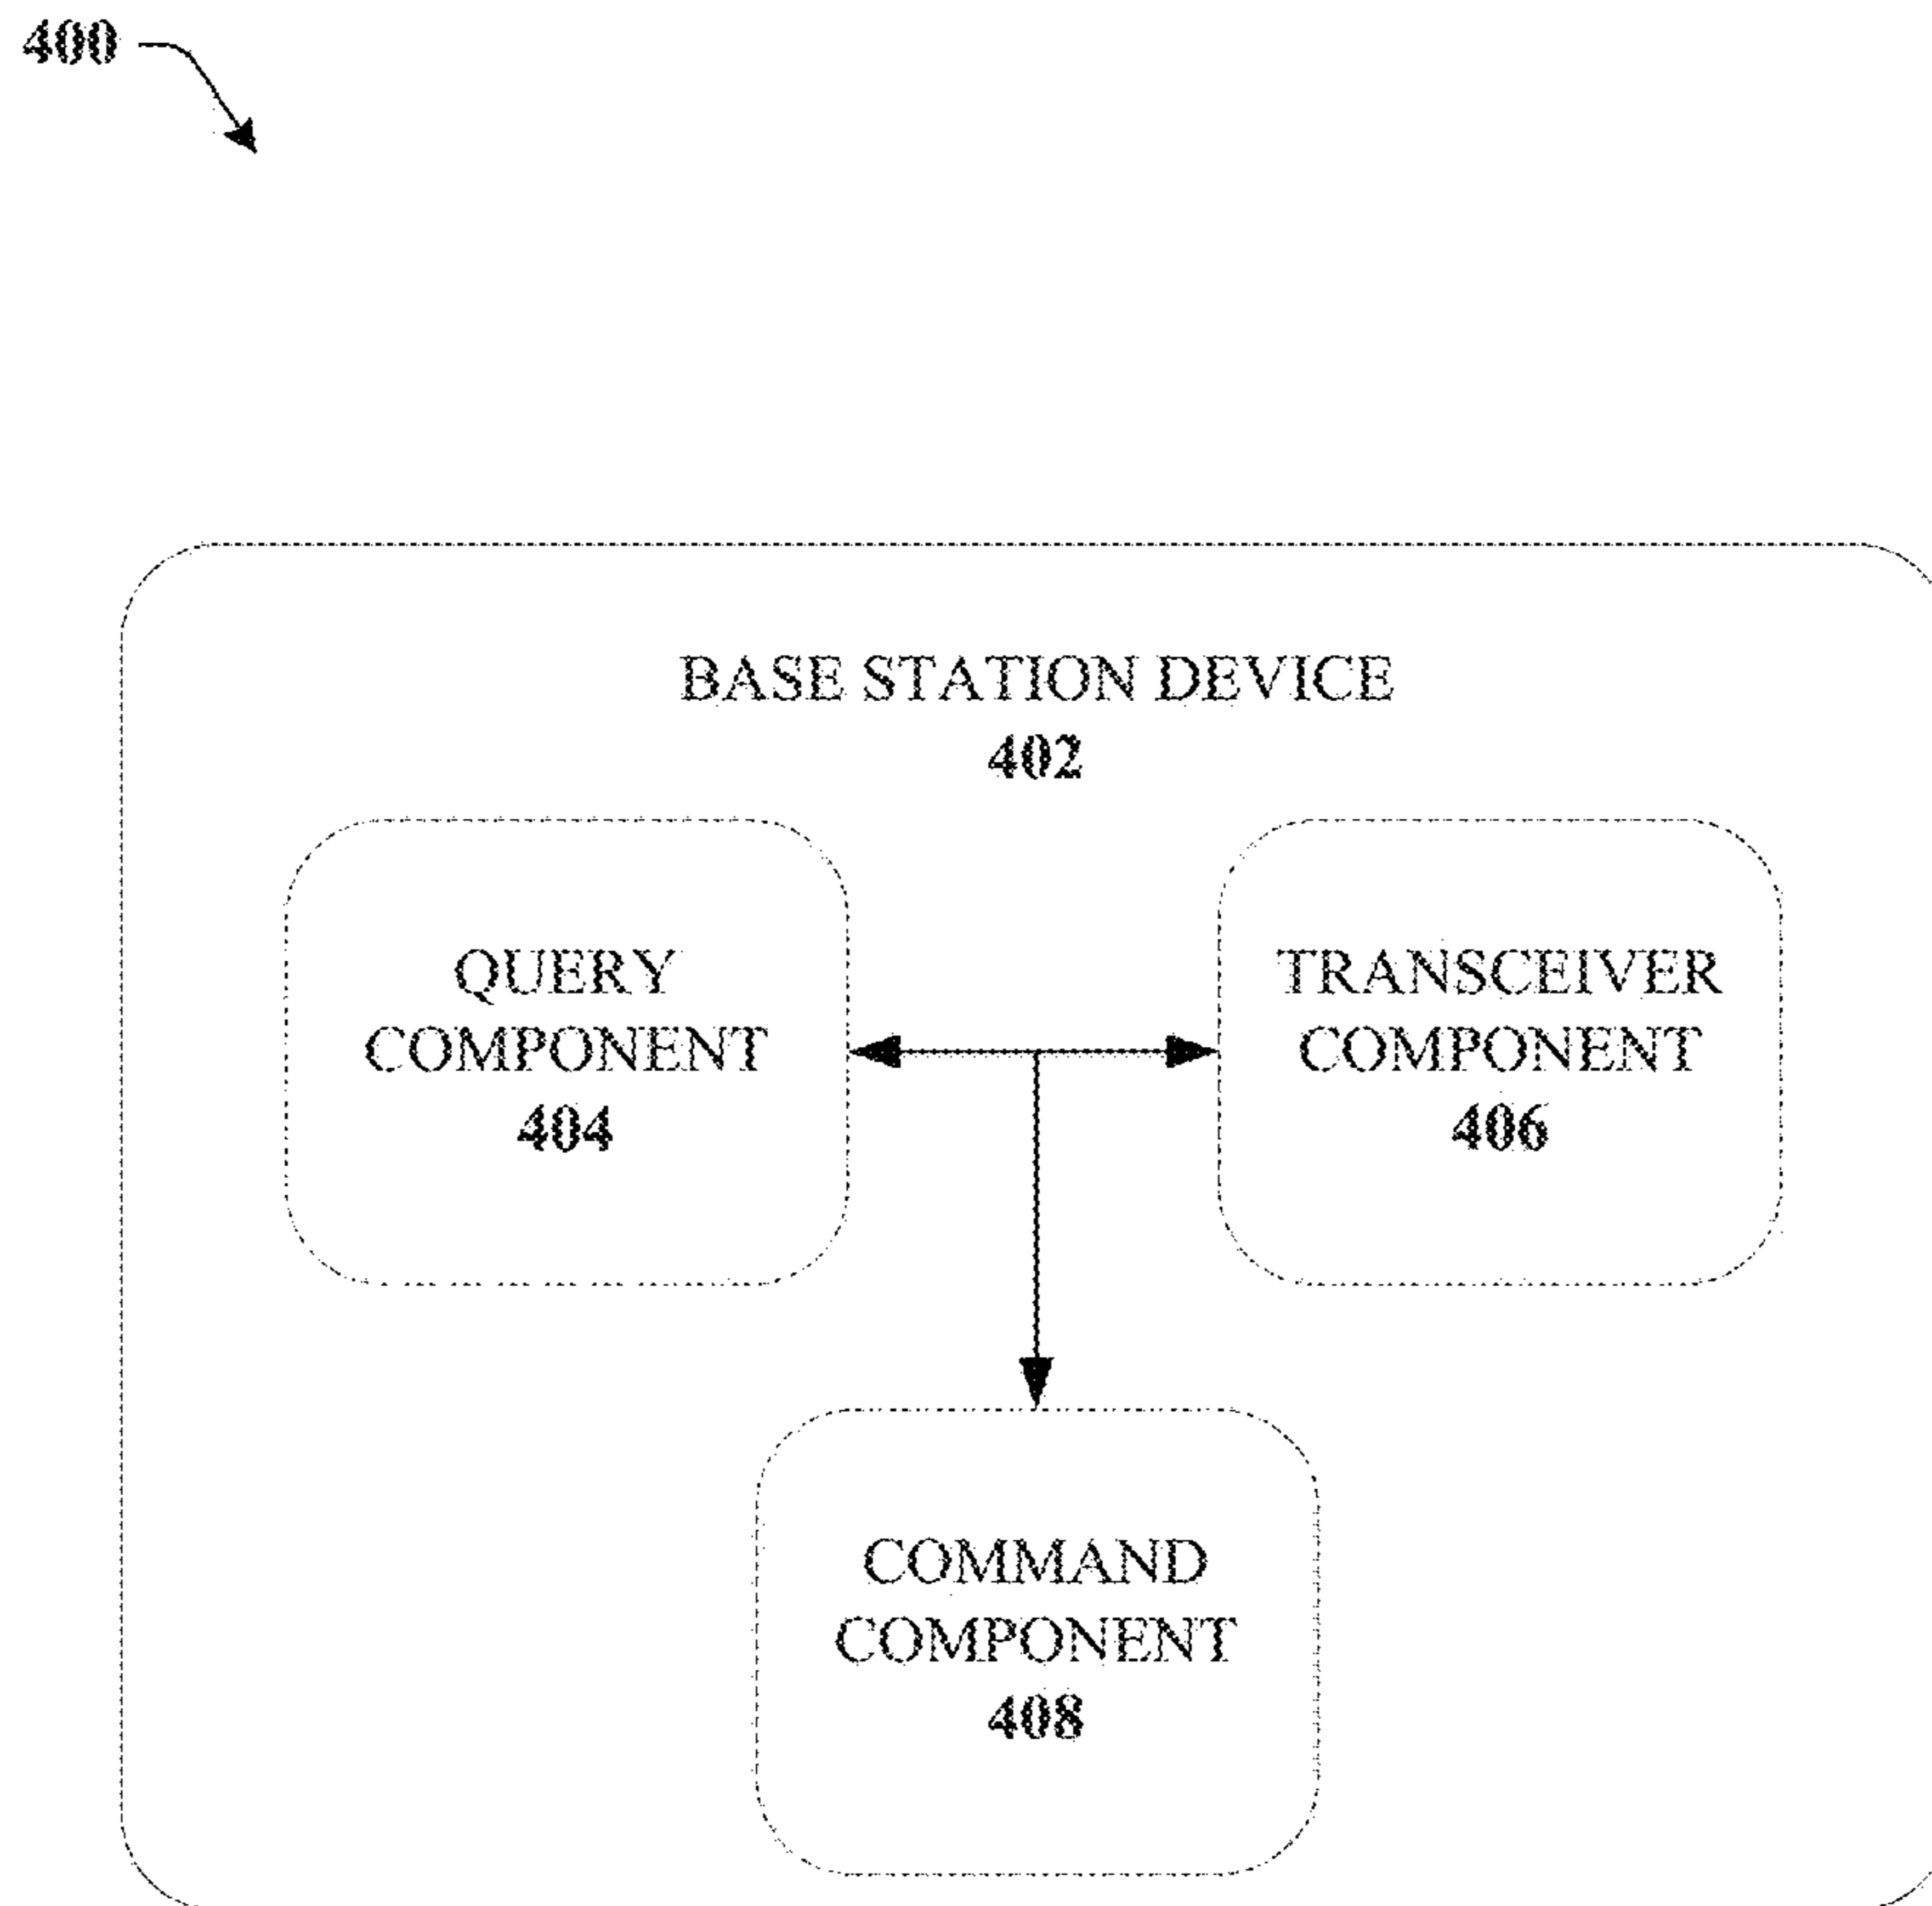 400
BASE STATION DEVICE
402
QUERY
COMPONENT
404
TRANSCEIVER
COMPONENT
406
COMMAND
COMPONENT
408